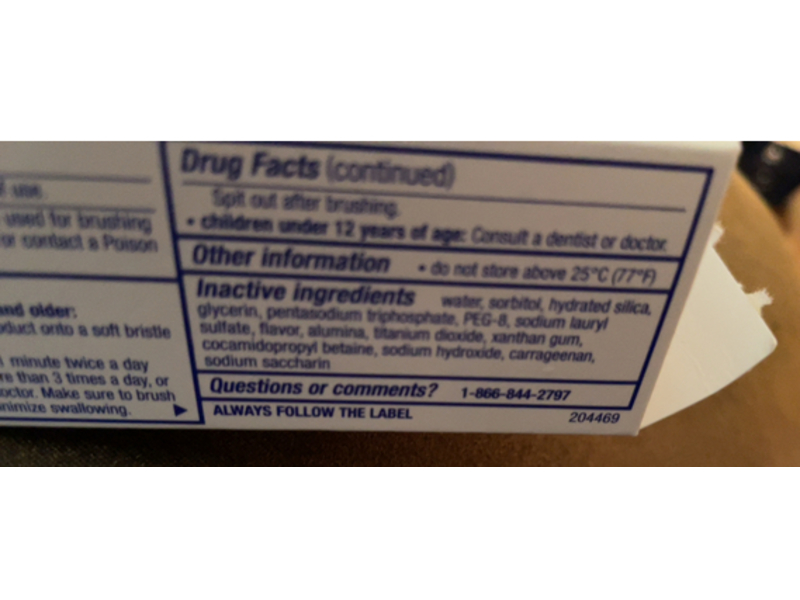 f use.
used for brushing
or contact a Poison
and older:
product onto a soft bristle
1 minute twice a day
re than 3 times a day, or
octor. Make sure to brush
nimize swallowing.
Drug Facts (continued)
Spit out after brushing.
• children under 12 years of age: Consult a dentist or doctor.
Other information • do not store above 25°C (77°F)
Inactive ingredients water, sorbitol, hydrated silica,
glycerin, pentasodium triphosphate, PEG-8, sodium lauryl
sulfate, flavor, alumina, titanium dioxide, xanthan gum,
cocamidopropyl betaine, sodium hydroxide, carrageenan,
sodium saccharin
Questions or comments? 1-866-844-2797
ALWAYS FOLLOW THE LABEL 204469